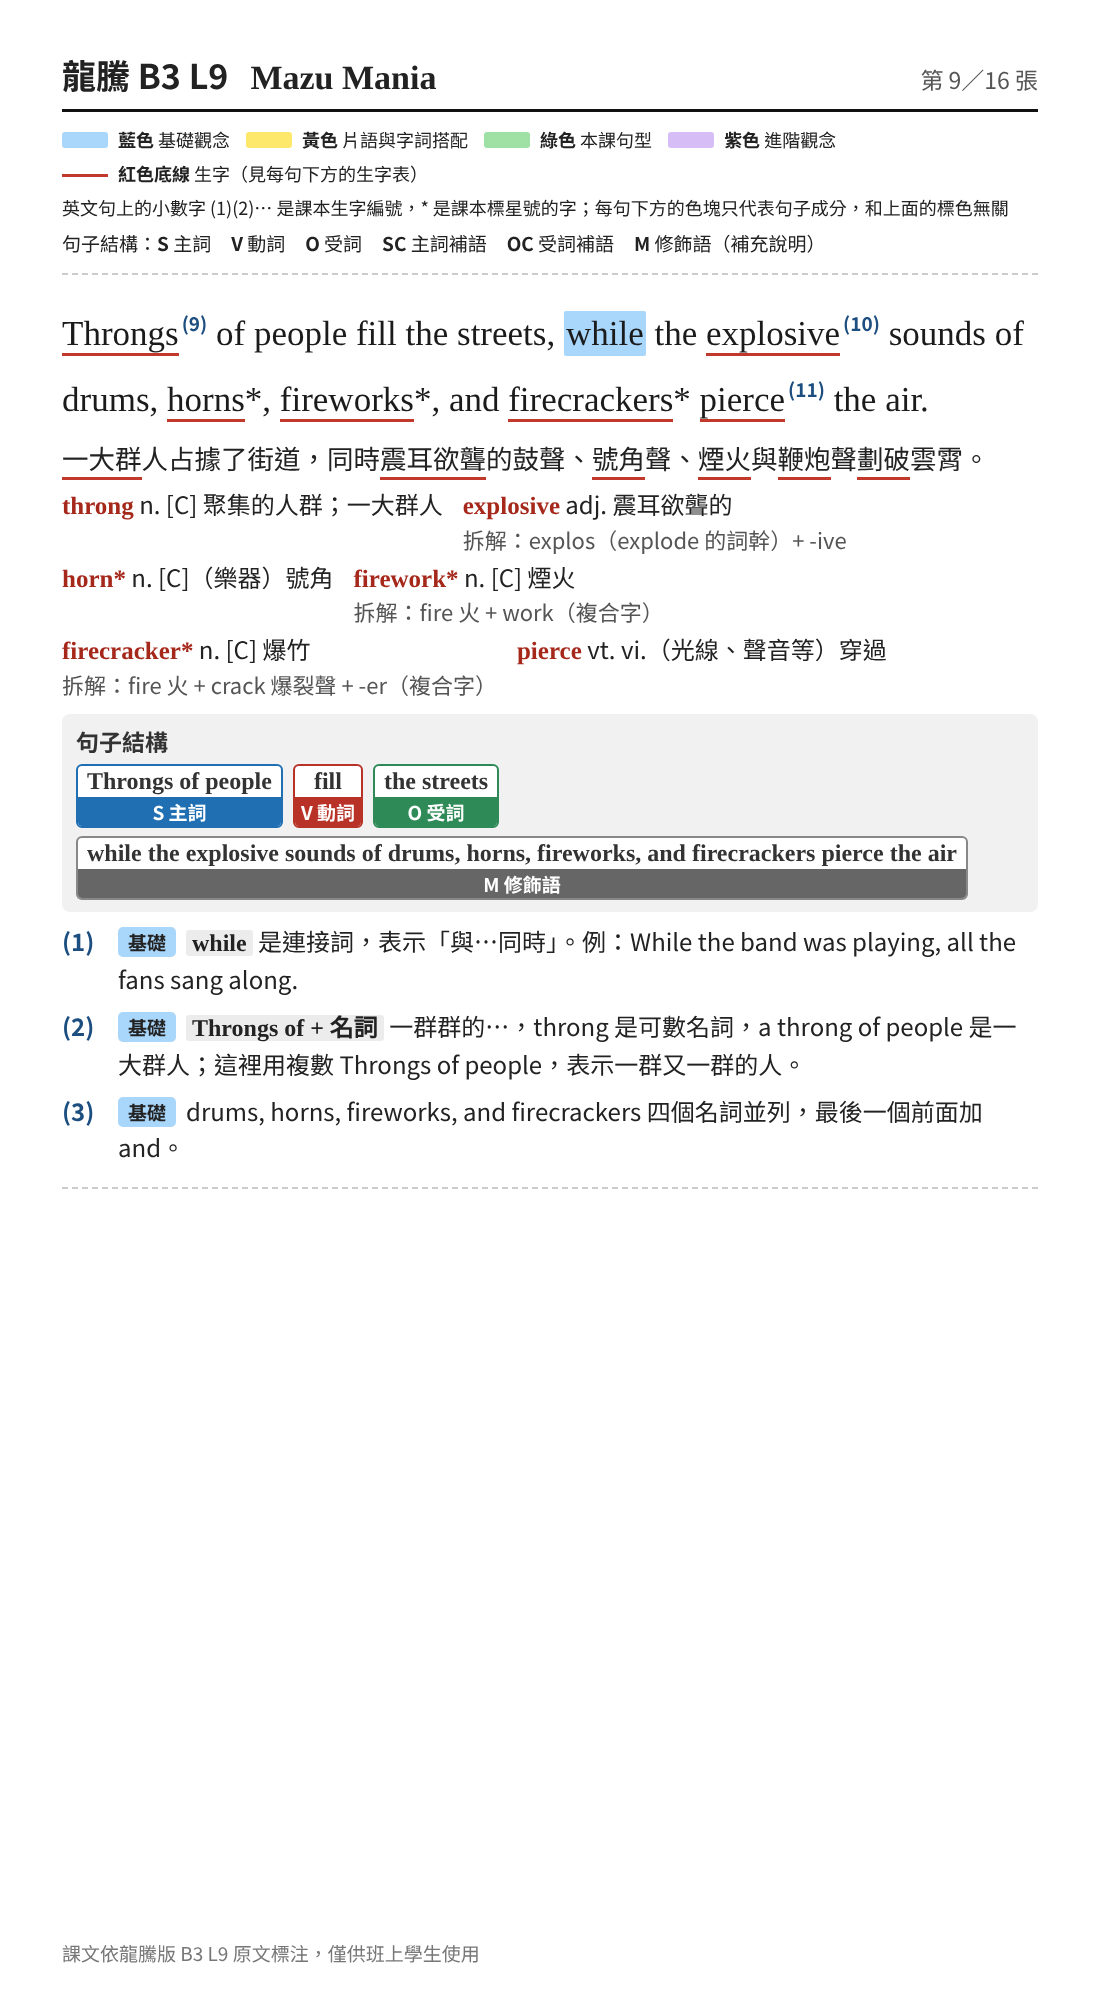 龍騰 B3 L9 Mazu Mania
第 9／16 張
藍色 基礎觀念 黃色 片語與字詞搭配 綠色 本課句型 紫色 進階觀念
紅色底線 生字（見每句下方的生字表）
英文句上的小數字 (1)(2)⋯ 是課本生字編號，* 是課本標星號的字；每句下方的色塊只代表句子成分，和上面的標色無關
句子結構：S 主詞 V 動詞 O 受詞 SC 主詞補語 OC 受詞補語 M 修飾語（補充說明）
Throngs(9) of people fill the streets, while the explosive(10) sounds of
drums, horns*, fireworks*, and firecrackers* pierce(11) the air.
一大群人占據了街道，同時震耳欲聾的鼓聲、號角聲、煙火與鞭炮聲劃破雲霄。
throng n. [C] 聚集的人群；一大群人 explosive adj. 震耳欲聾的
拆解：explos（explode 的詞幹）+ -ive
horn* n. [C]（樂器）號角 firework* n. [C] 煙火
拆解：fire 火 + work（複合字）
firecracker* n. [C] 爆竹 pierce vt. vi.（光線、聲音等）穿過
拆解：fire 火 + crack 爆裂聲 + -er（複合字）
句子結構
Throngs of people fill the streets
S 主詞 V 動詞 O 受詞
while the explosive sounds of drums, horns, fireworks, and firecrackers pierce the air
M 修飾語
(1) 基礎 while 是連接詞，表示「與⋯同時」。例：While the band was playing, all the
fans sang along.
(2) 基礎 Throngs of + 名詞 一群群的⋯，throng 是可數名詞，a throng of people 是一
大群人；這裡用複數 Throngs of people，表示一群又一群的人。
(3) 基礎 drums, horns, fireworks, and firecrackers 四個名詞並列，最後一個前面加
and。
課文依龍騰版 B3 L9 原文標注，僅供班上學生使用